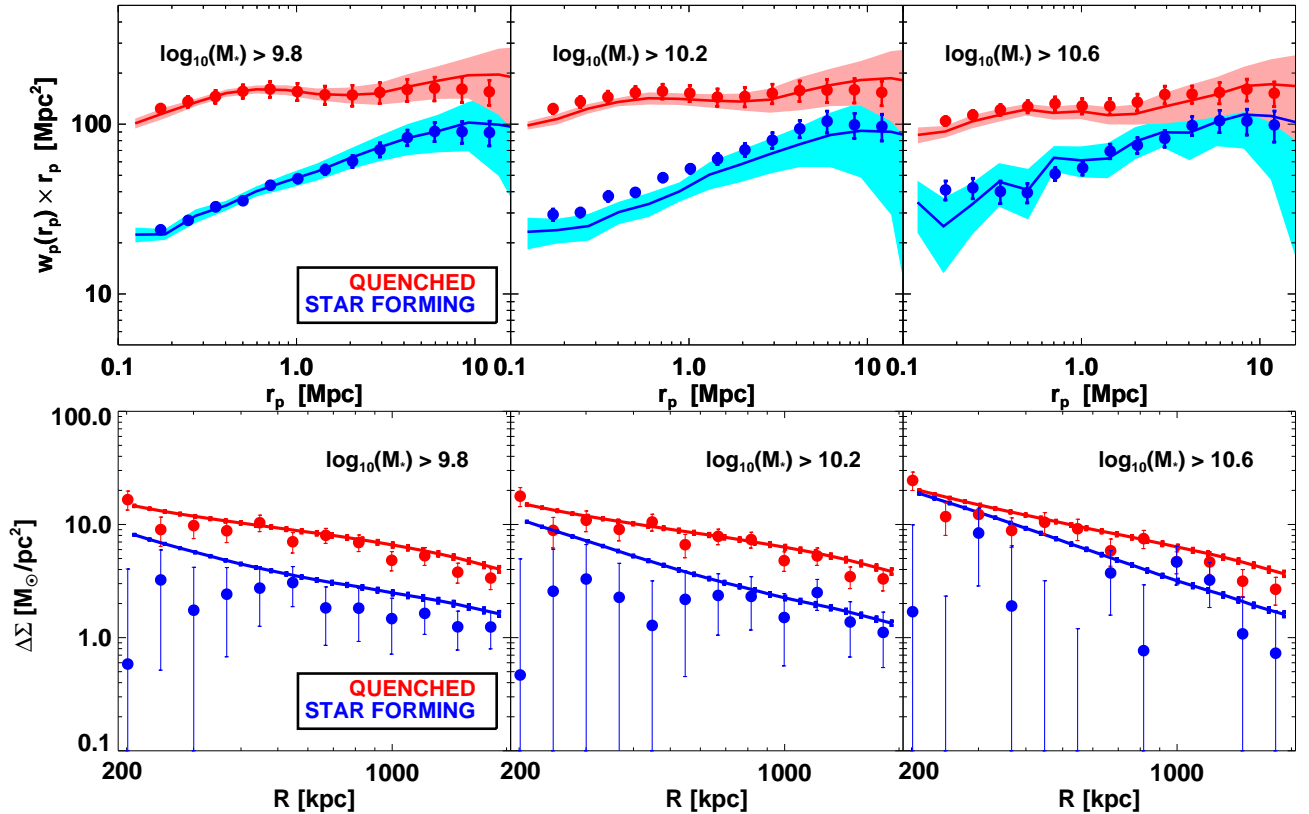 log₁₀(M*) > 9.8 log₁₀(M*) > 10.2 log₁₀(M*) > 10.6
100
10
wₚ(rₚ) × rₚ [Mpc²]
QUENCHED
STAR FORMING
0.1 1.0 10 0.1 1.0 10 0.1 1.0 10
rₚ [Mpc] rₚ [Mpc] rₚ [Mpc]
100.0
10.0
1.0
0.1
ΔΣ [M⊙/pc²]
log₁₀(M*) > 9.8 log₁₀(M*) > 10.2 log₁₀(M*) > 10.6
QUENCHED
STAR FORMING
200 1000 200 1000 200 1000
R [kpc] R [kpc] R [kpc]